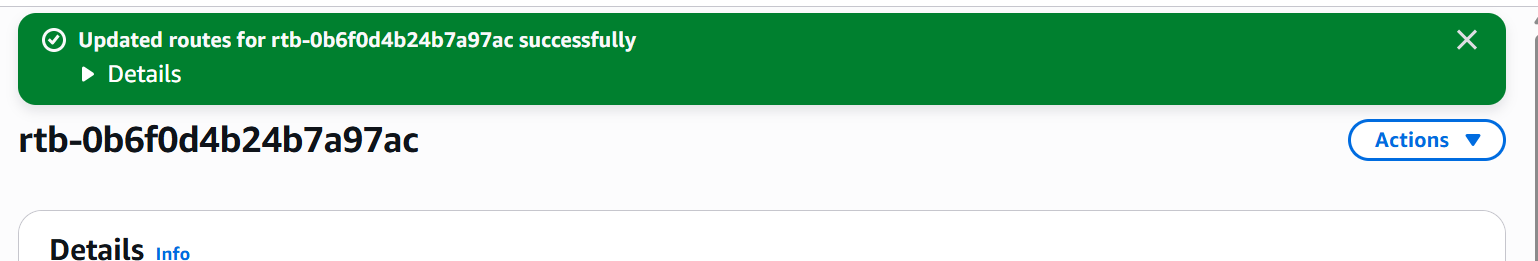 Updated routes for rtb-0b6f0d4b24b7a97ac successfully
Details
rtb-0b6f0d4b24b7a97ac
Actions
Details Info